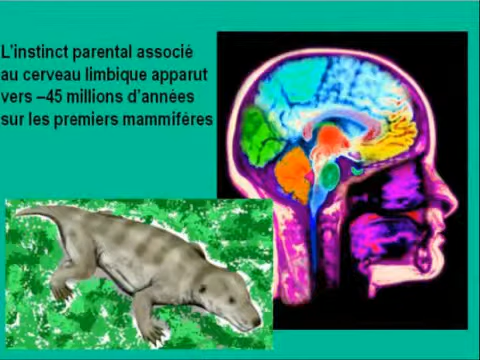 L'instinct parental associé
au cerveau limbique apparut
vers –45 millions d'années
sur les premiers mammifères